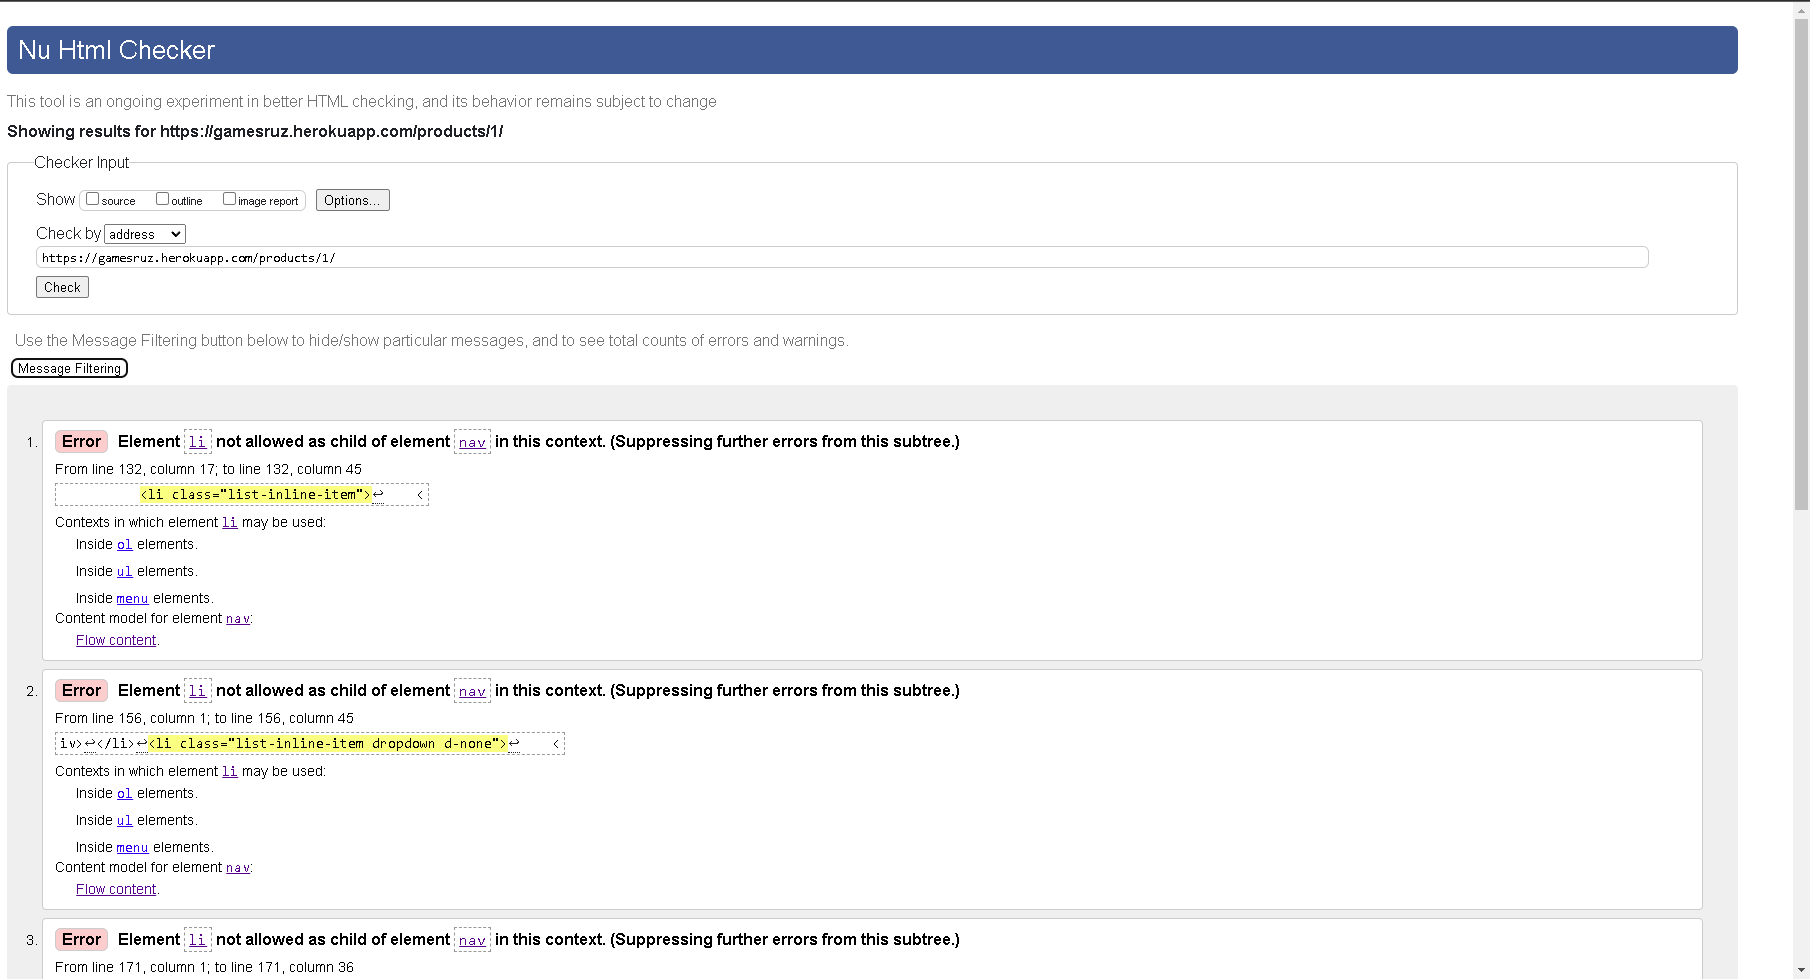 Nu Html Checker
This tool is an ongoing experiment in better HTML checking, and its behavior remains subject to change
Showing results for https://gamesruz.herokuapp.com/products/1/
Checker Input
Show source outline image report Options...
Check by address
https://gamesruz.herokuapp.com/products/1/
Check
Use the Message Filtering button below to hide/show particular messages, and to see total counts of errors and warnings.
Message Filtering
1. Error Element li not allowed as child of element nav in this context. (Suppressing further errors from this subtree.)
From line 132, column 17; to line 132, column 45
<li class="list-inline-item">↩ <
Contexts in which element li may be used:
Inside ol elements.
Inside ul elements.
Inside menu elements.
Content model for element nav:
Flow content.
2. Error Element li not allowed as child of element nav in this context. (Suppressing further errors from this subtree.)
From line 156, column 1; to line 156, column 45
iv>↩</li>↩<li class="list-inline-item dropdown d-none">↩ <
Contexts in which element li may be used:
Inside ol elements.
Inside ul elements.
Inside menu elements.
Content model for element nav:
Flow content.
3. Error Element li not allowed as child of element nav in this context. (Suppressing further errors from this subtree.)
From line 171, column 1; to line 171, column 36